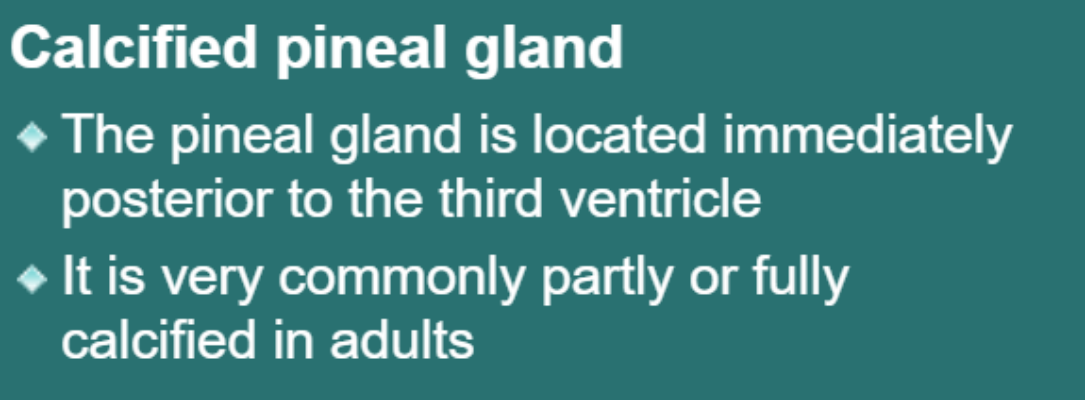 Calcified pineal gland
The pineal gland is located immediately
posterior to the third ventricle
It is very commonly partly or fully
calcified in adults